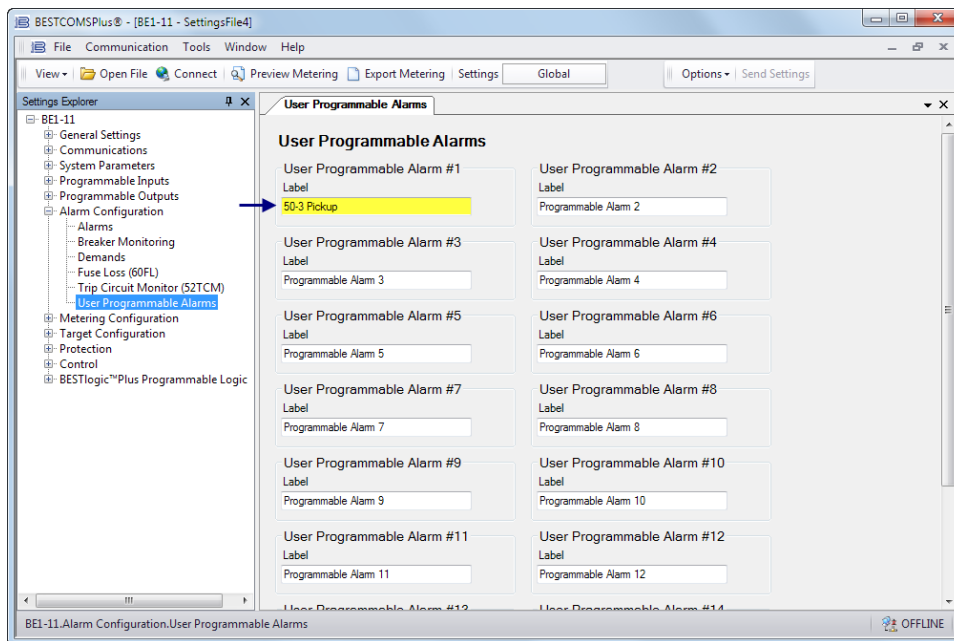 BESTCOMSPlus® - [BE1-11 - SettingsFile4]
File Communication Tools Window Help
View Open File Connect Preview Metering Export Metering Settings Global Options Send Settings
Settings Explorer
BE1-11
General Settings
Communications
System Parameters
Programmable Inputs
Programmable Outputs
Alarm Configuration
Alarms
Breaker Monitoring
Demands
Fuse Loss (60FL)
Trip Circuit Monitor (52TCM)
User Programmable Alarms
Metering Configuration
Target Configuration
Protection
Control
BESTlogic™Plus Programmable Logic
User Programmable Alarms
User Programmable Alarms
User Programmable Alarm #1
Label
50-3 Pickup
User Programmable Alarm #2
Label
Programmable Alarm 2
User Programmable Alarm #3
Label
Programmable Alarm 3
User Programmable Alarm #4
Label
Programmable Alarm 4
User Programmable Alarm #5
Label
Programmable Alarm 5
User Programmable Alarm #6
Label
Programmable Alarm 6
User Programmable Alarm #7
Label
Programmable Alarm 7
User Programmable Alarm #8
Label
Programmable Alarm 8
User Programmable Alarm #9
Label
Programmable Alarm 9
User Programmable Alarm #10
Label
Programmable Alarm 10
User Programmable Alarm #11
Label
Programmable Alarm 11
User Programmable Alarm #12
Label
Programmable Alarm 12
User Programmable Alarm #13
User Programmable Alarm #14
BE1-11.Alarm Configuration.User Programmable Alarms
OFFLINE